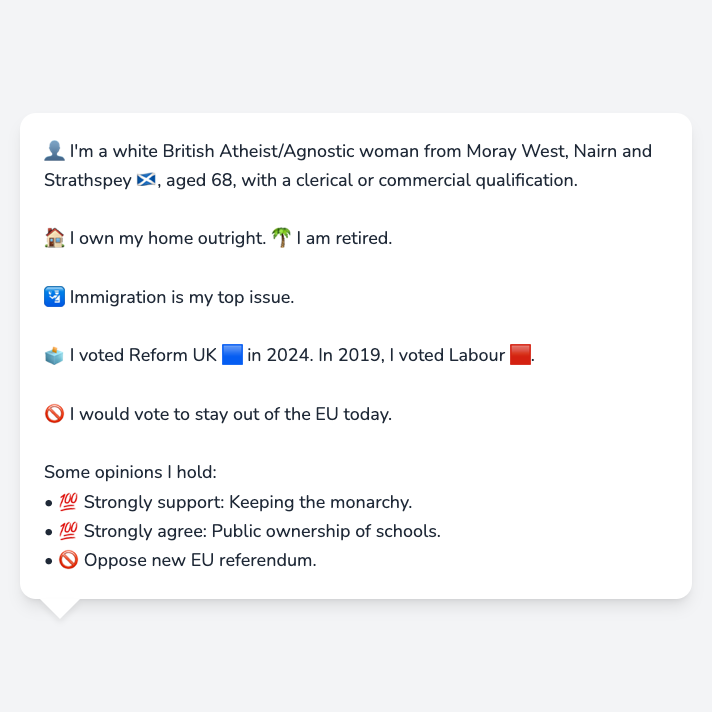 👤 I'm a white British Atheist/Agnostic woman from Moray West, Nairn and
Strathspey 🏴󠁧󠁢󠁳󠁣󠁴󠁿, aged 68, with a clerical or commercial qualification.
🏠 I own my home outright. 🌴 I am retired.
🛂 Immigration is my top issue.
🗳️ I voted Reform UK 🟦 in 2024. In 2019, I voted Labour 🟥.
🚫 I would vote to stay out of the EU today.
Some opinions I hold:
• 💯 Strongly support: Keeping the monarchy.
• 💯 Strongly agree: Public ownership of schools.
• 🚫 Oppose new EU referendum.